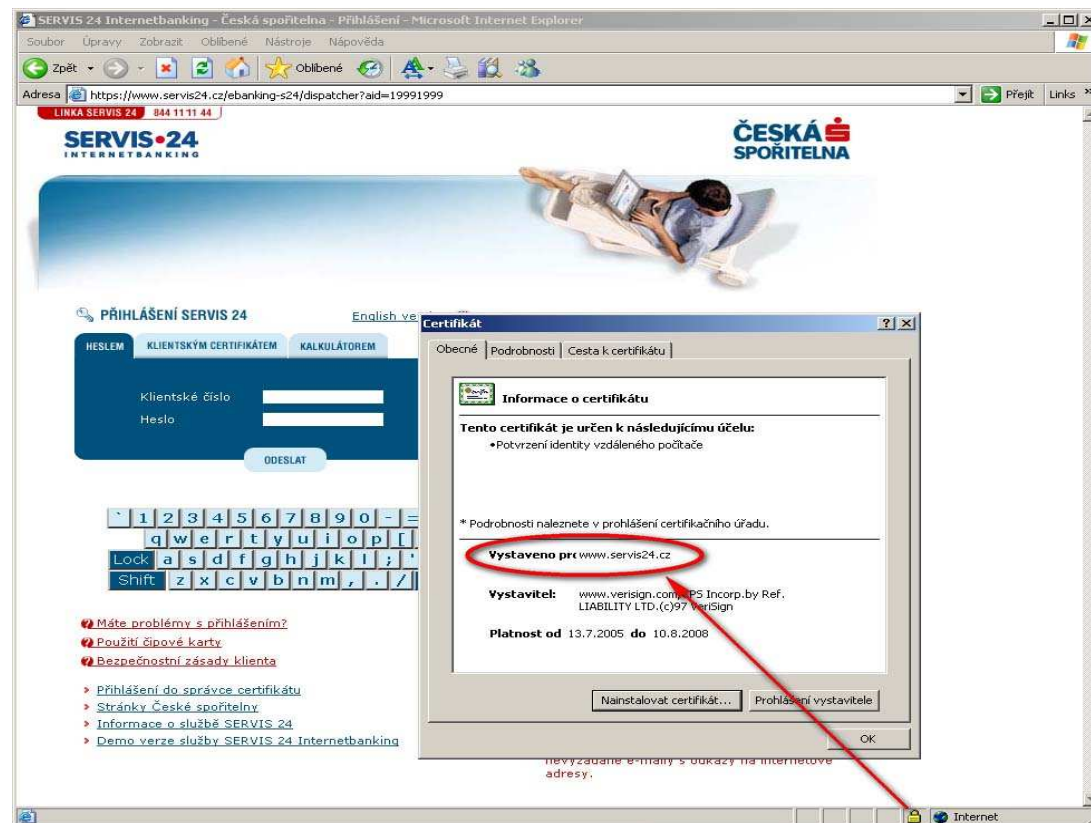 SERVIS 24 Internetbanking - Česká spořitelna - Přihlášení - Microsoft Internet Explorer
Soubor Úpravy Zobrazit Oblíbené Nástroje Nápověda
Zpět Oblíbené
Adresa https://www.servis24.cz/ebanking-s24/dispatcher?aid=19991999 Přejít Links »
LINKA SERVIS 24 844 11 11 44
SERVIS•24
INTERNETBANKING
ČESKÁ
SPOŘITELNA
PŘIHLÁŠENÍ SERVIS 24 English ve
HESLEM KLIENTSKÝM CERTIFIKÁTEM KALKULÁTOREM
Klientské číslo
Heslo
ODESLAT
` 1 2 3 4 5 6 7 8 9 0 - =
q w e r t y u i o p [
Lock a s d f g h j k l ; '
Shift z x c v b n m , . /
Máte problémy s přihlášením?
Použití čipové karty
Bezpečnostní zásady klienta
Přihlášení do správce certifikátu
Stránky České spořitelny
Informace o službě SERVIS 24
Demo verze služby SERVIS 24 Internetbanking
Certifikát
Obecné Podrobnosti Cesta k certifikátu
Informace o certifikátu
Tento certifikát je určen k následujícímu účelu:
•Potvrzení identity vzdáleného počítače
* Podrobnosti naleznete v prohlášení certifikačního úřadu.
Vystaveno pro www.servis24.cz
Vystavitel: www.verisign.com/CPS Incorp.by Ref.
LIABILITY LTD.(c)97 VeriSign
Platnost od 13.7.2005 do 10.8.2008
Nainstalovat certifikát... Prohlášení vystavitele
OK
nevyžádané e-maily s odkazy na internetové
adresy.
Internet